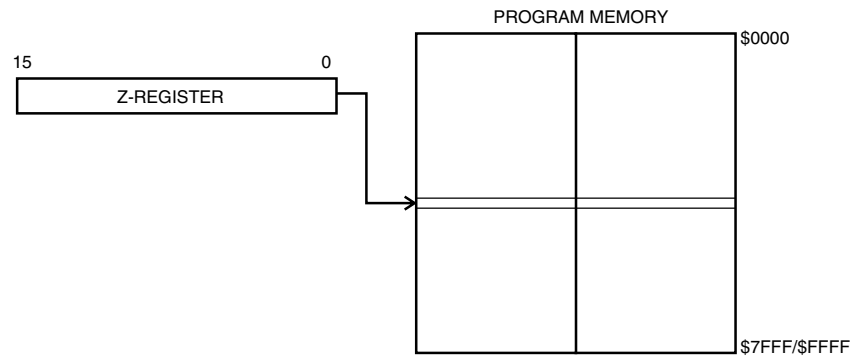 PROGRAM MEMORY
$0000
15 0
Z-REGISTER
$7FFF/$FFFF